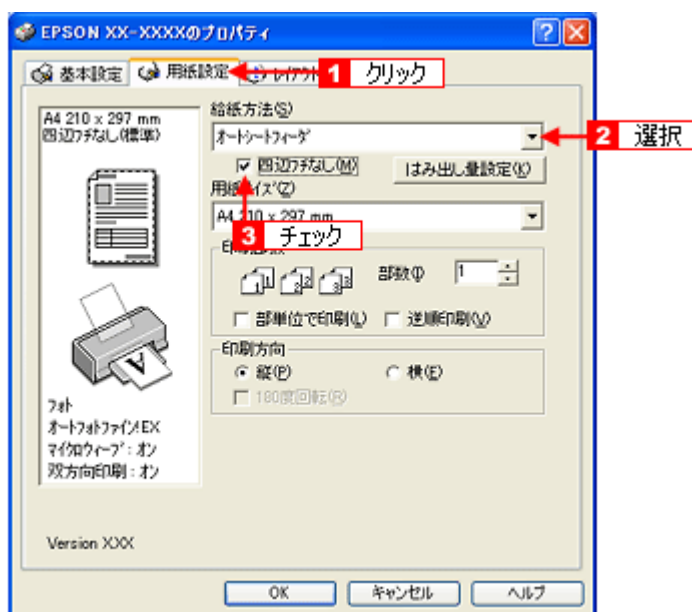 EPSON XX-XXXXのプロパティ
基本設定 用紙設定 レイアウト
1 クリック
A4 210 x 297 mm
四辺フチなし(標準)
給紙方法(S)
オートシートフィーダ
2 選択
四辺フチなし(M) はみ出し量設定(K)
用紙サイズ(Z)
A4 210 x 297 mm
3 チェック
部数(I) 1
部単位で印刷(L) 逆順印刷(V)
印刷方向
縦(P) 横(E)
180度回転(R)
フォト
オートフォトファイン!EX
マイクロウィーブ : オン
双方向印刷 : オン
Version XXX
OK キャンセル ヘルプ